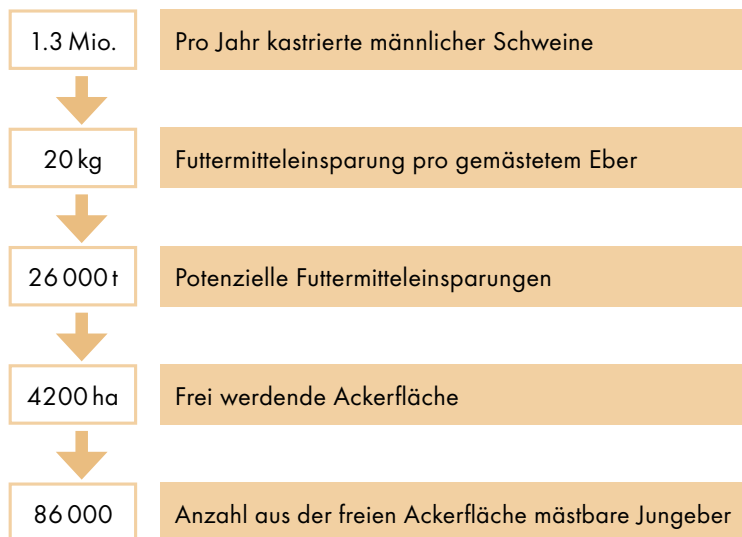 1.3 Mio. Pro Jahr kastrierte männlicher Schweine
20 kg Futtermitteleinsparung pro gemästetem Eber
26 000 t Potenzielle Futtermitteleinsparungen
4200 ha Frei werdende Ackerfläche
86 000 Anzahl aus der freien Ackerfläche mästbare Jungeber